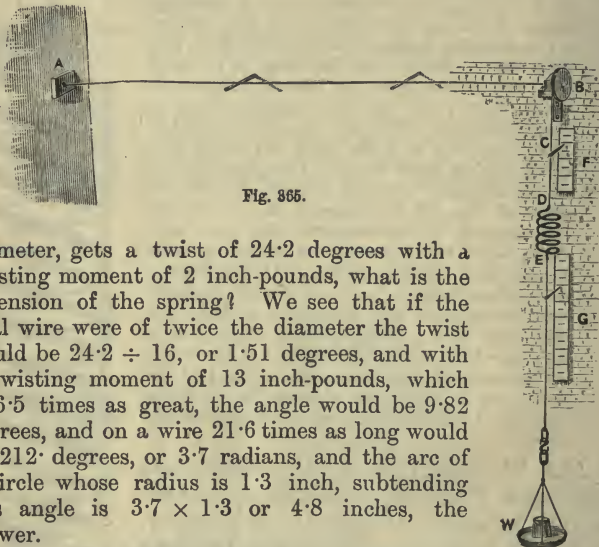 A
B
C
F
D
E
G
W
Fig. 365.
meter, gets a twist of 24·2 degrees with a
isting moment of 2 inch-pounds, what is the
ension of the spring? We see that if the
l wire were of twice the diameter the twist
uld be 24·2 ÷ 16, or 1·51 degrees, and with
wisting moment of 13 inch-pounds, which
6·5 times as great, the angle would be 9·82
rees, and on a wire 21·6 times as long would
212· degrees, or 3·7 radians, and the arc of
ircle whose radius is 1·3 inch, subtending
s angle is 3·7 × 1·3 or 4·8 inches, the
wer.